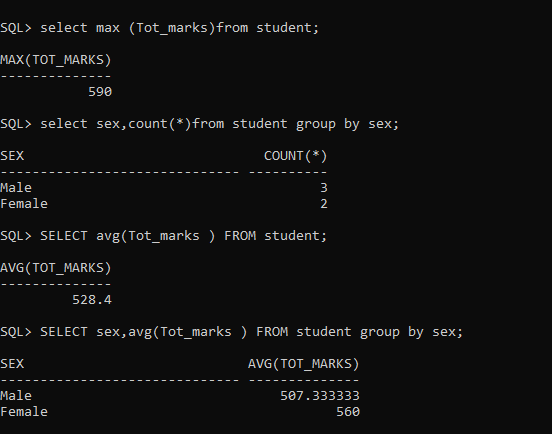 SQL> select max (Tot_marks)from student;
MAX(TOT_MARKS)
--------------
590
SQL> select sex,count(*)from student group by sex;
SEX                              COUNT(*)
------------------------------ ----------
Male                                    3
Female                                  2
SQL> SELECT avg(Tot_marks ) FROM student;
AVG(TOT_MARKS)
--------------
528.4
SQL> SELECT sex,avg(Tot_marks ) FROM student group by sex;
SEX                            AVG(TOT_MARKS)
------------------------------ --------------
Male                               507.333333
Female                                    560